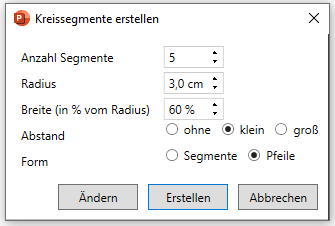 Kreissegmente erstellen
Anzahl Segmente 5
Radius 3,0 cm
Breite (in % vom Radius) 60 %
Abstand ohne klein groß
Form Segmente Pfeile
Ändern Erstellen Abbrechen